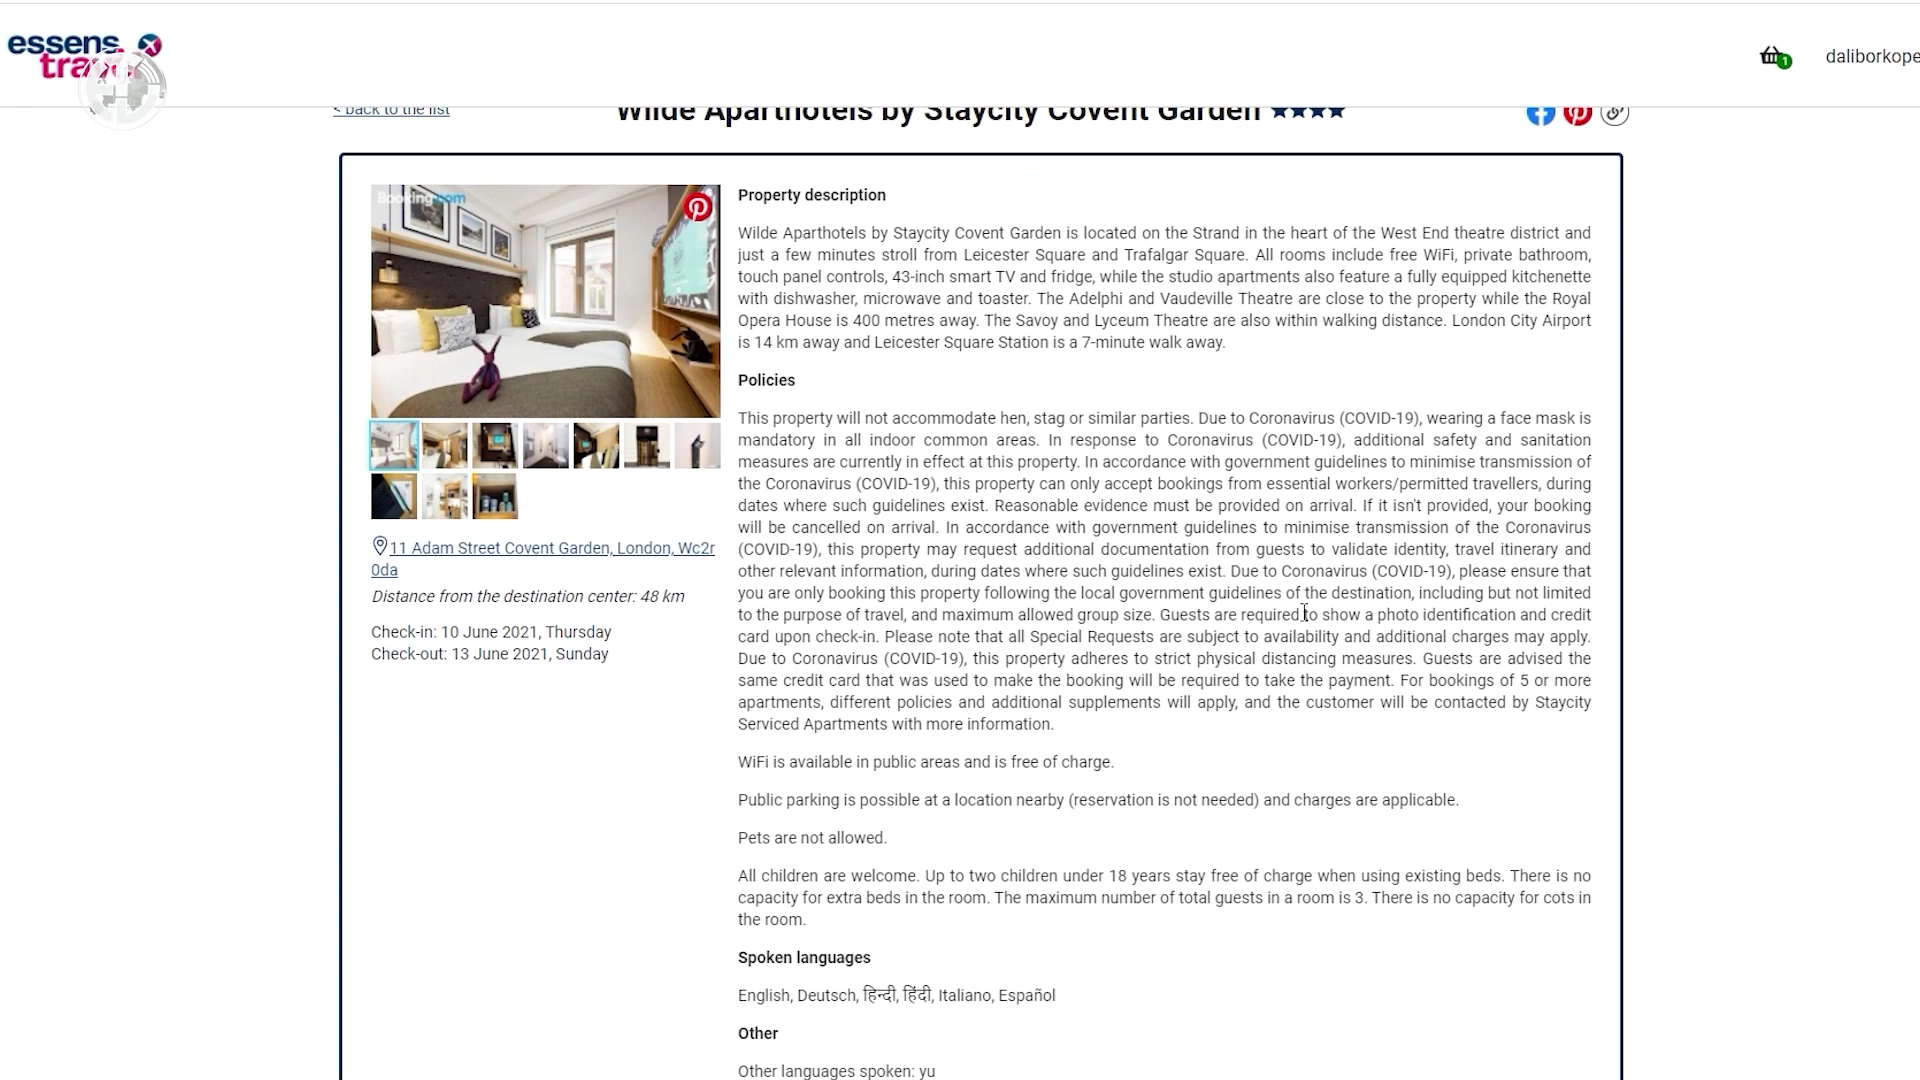 essens
travel
1
daliborkope
< Back to the list
Wilde Aparthotels by Staycity Covent Garden ★★★★
Booking.com
Property description
Wilde Aparthotels by Staycity Covent Garden is located on the Strand in the heart of the West End theatre district and
just a few minutes stroll from Leicester Square and Trafalgar Square. All rooms include free WiFi, private bathroom,
touch panel controls, 43-inch smart TV and fridge, while the studio apartments also feature a fully equipped kitchenette
with dishwasher, microwave and toaster. The Adelphi and Vaudeville Theatre are close to the property while the Royal
Opera House is 400 metres away. The Savoy and Lyceum Theatre are also within walking distance. London City Airport
is 14 km away and Leicester Square Station is a 7-minute walk away.
Policies
This property will not accommodate hen, stag or similar parties. Due to Coronavirus (COVID-19), wearing a face mask is
mandatory in all indoor common areas. In response to Coronavirus (COVID-19), additional safety and sanitation
measures are currently in effect at this property. In accordance with government guidelines to minimise transmission of
the Coronavirus (COVID-19), this property can only accept bookings from essential workers/permitted travellers, during
dates where such guidelines exist. Reasonable evidence must be provided on arrival. If it isn't provided, your booking
will be cancelled on arrival. In accordance with government guidelines to minimise transmission of the Coronavirus
(COVID-19), this property may request additional documentation from guests to validate identity, travel itinerary and
other relevant information, during dates where such guidelines exist. Due to Coronavirus (COVID-19), please ensure that
you are only booking this property following the local government guidelines of the destination, including but not limited
to the purpose of travel, and maximum allowed group size. Guests are required to show a photo identification and credit
card upon check-in. Please note that all Special Requests are subject to availability and additional charges may apply.
Due to Coronavirus (COVID-19), this property adheres to strict physical distancing measures. Guests are advised the
same credit card that was used to make the booking will be required to take the payment. For bookings of 5 or more
apartments, different policies and additional supplements will apply, and the customer will be contacted by Staycity
Serviced Apartments with more information.
WiFi is available in public areas and is free of charge.
Public parking is possible at a location nearby (reservation is not needed) and charges are applicable.
Pets are not allowed.
All children are welcome. Up to two children under 18 years stay free of charge when using existing beds. There is no
capacity for extra beds in the room. The maximum number of total guests in a room is 3. There is no capacity for cots in
the room.
Spoken languages
English, Deutsch, हिन्दी, हिंदी, Italiano, Español
Other
Other languages spoken: yu
11 Adam Street Covent Garden, London, Wc2r
0da
Distance from the destination center: 48 km
Check-in: 10 June 2021, Thursday
Check-out: 13 June 2021, Sunday